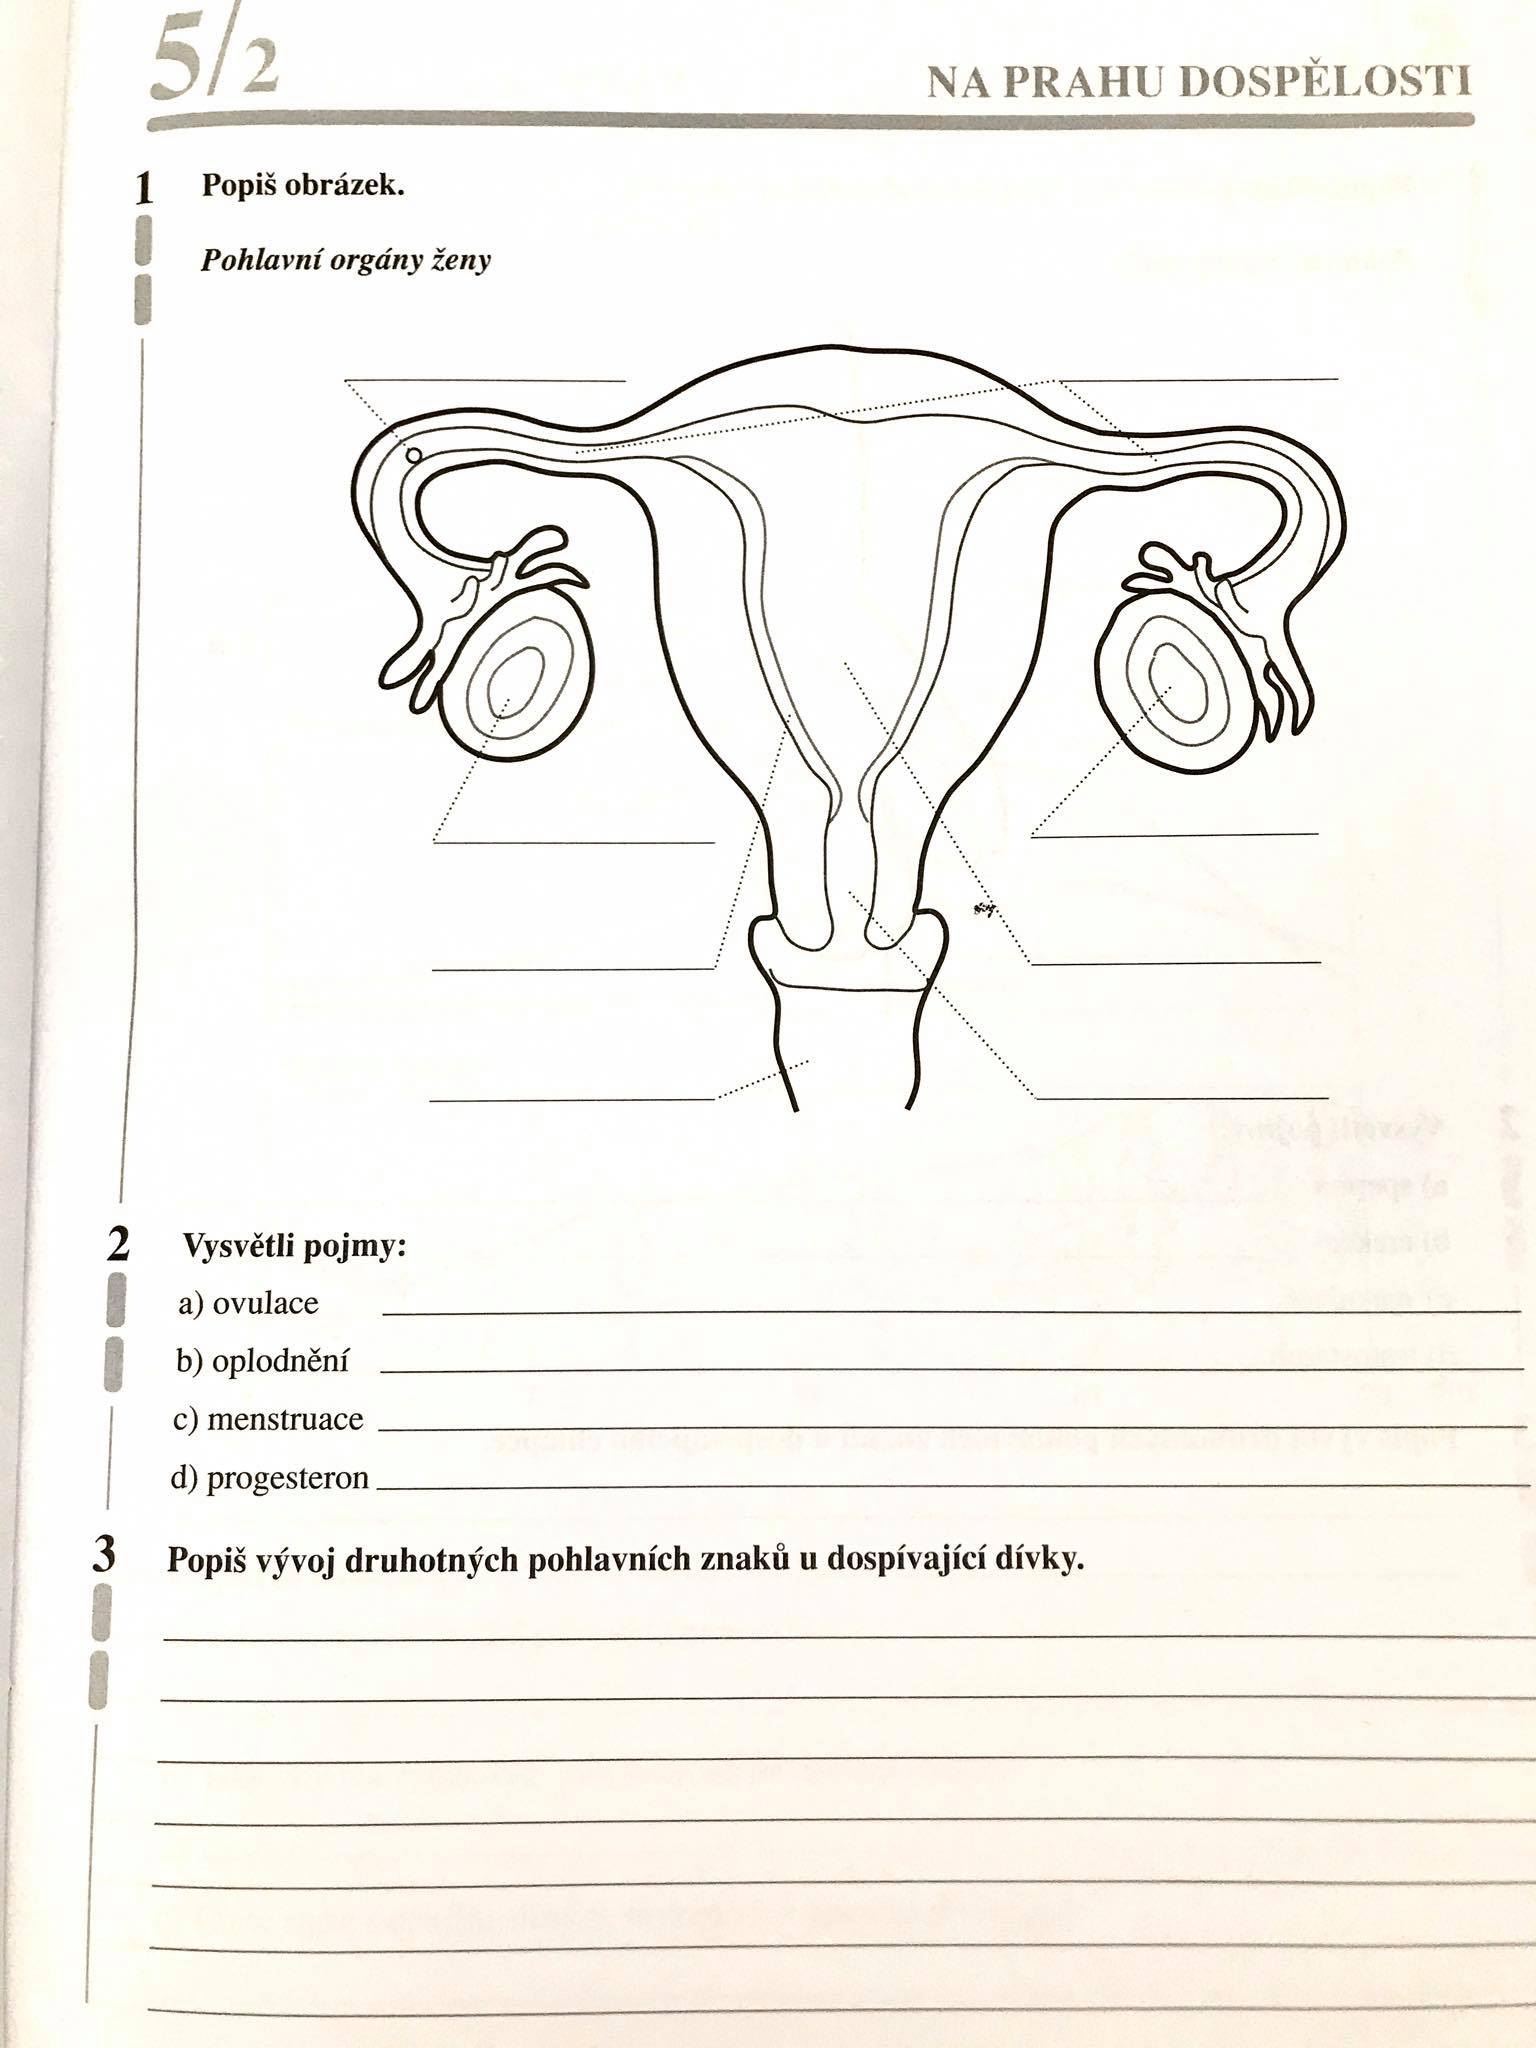 5/2
NA PRAHU DOSPĚLOSTI
1 Popiš obrázek.
Pohlavní orgány ženy
2 Vysvětli pojmy:
a) ovulace
b) oplodnění
c) menstruace
d) progesteron
3 Popiš vývoj druhotných pohlavních znaků u dospívající dívky.